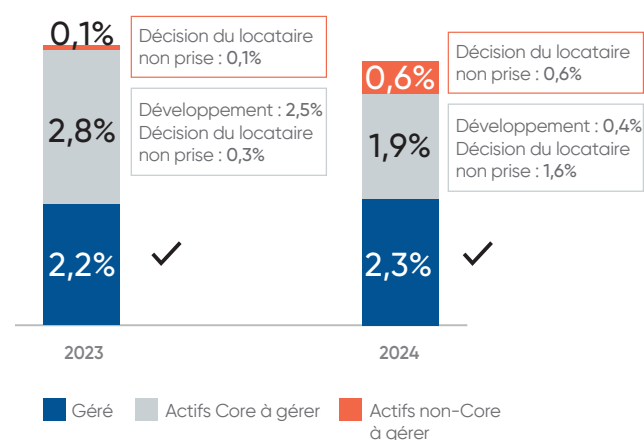 0,1%
Décision du locataire
non prise : 0,1%
2,8%
Développement : 2,5%
Décision du locataire
non prise : 0,3%
2,2%
2023
0,6%
Décision du locataire
non prise : 0,6%
1,9%
Développement : 0,4%
Décision du locataire
non prise : 1,6%
2,3%
2024
Géré
Actifs Core à gérer
Actifs non-Core
à gérer